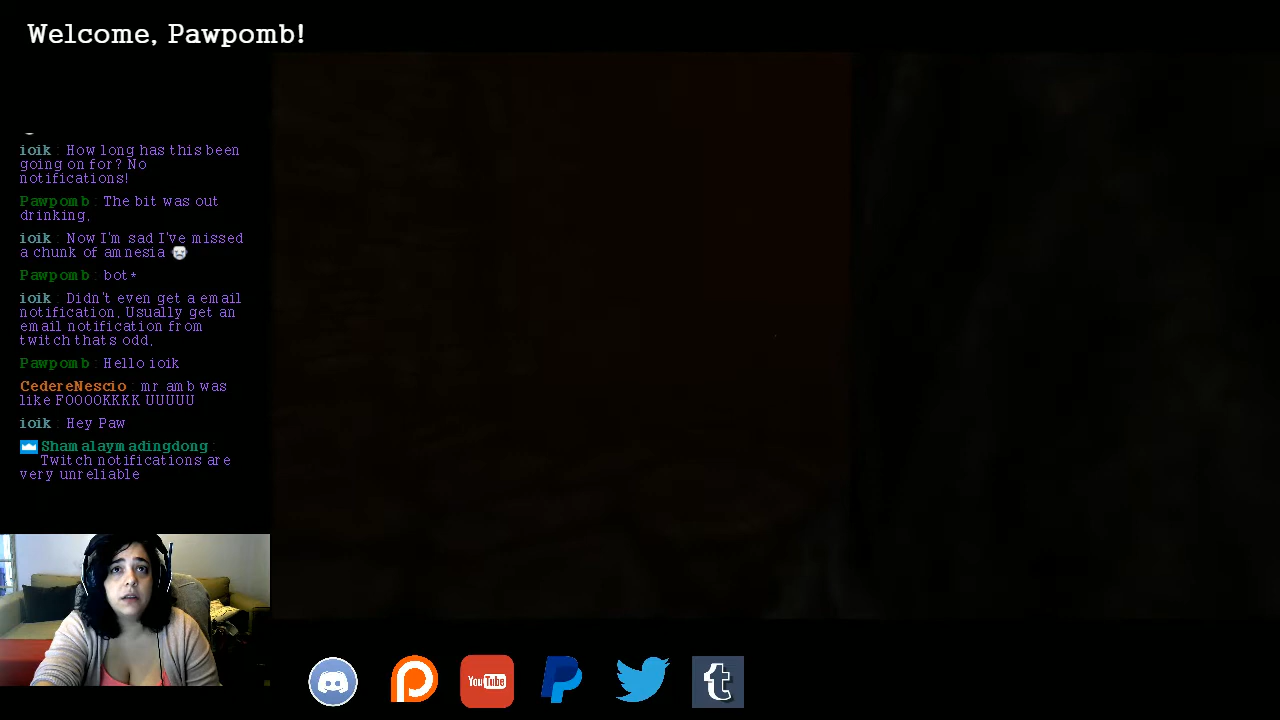 Welcome, Pawpomb!
ioik : How long has this been
going on for? No
notifications!
Pawpomb : The bit was out
drinking.
ioik : Now I'm sad I've missed
a chunk of amnesia
Pawpomb : bot*
ioik : Didn't even get a email
notification. Usually get an
email notification from
twitch thats odd.
Pawpomb : Hello ioik
CedereNescio : mr amb was
like FOOOOKKKK UUUUU
ioik : Hey Paw
Shamalaymadingdong :
Twitch notifications are
very unreliable
You Tube